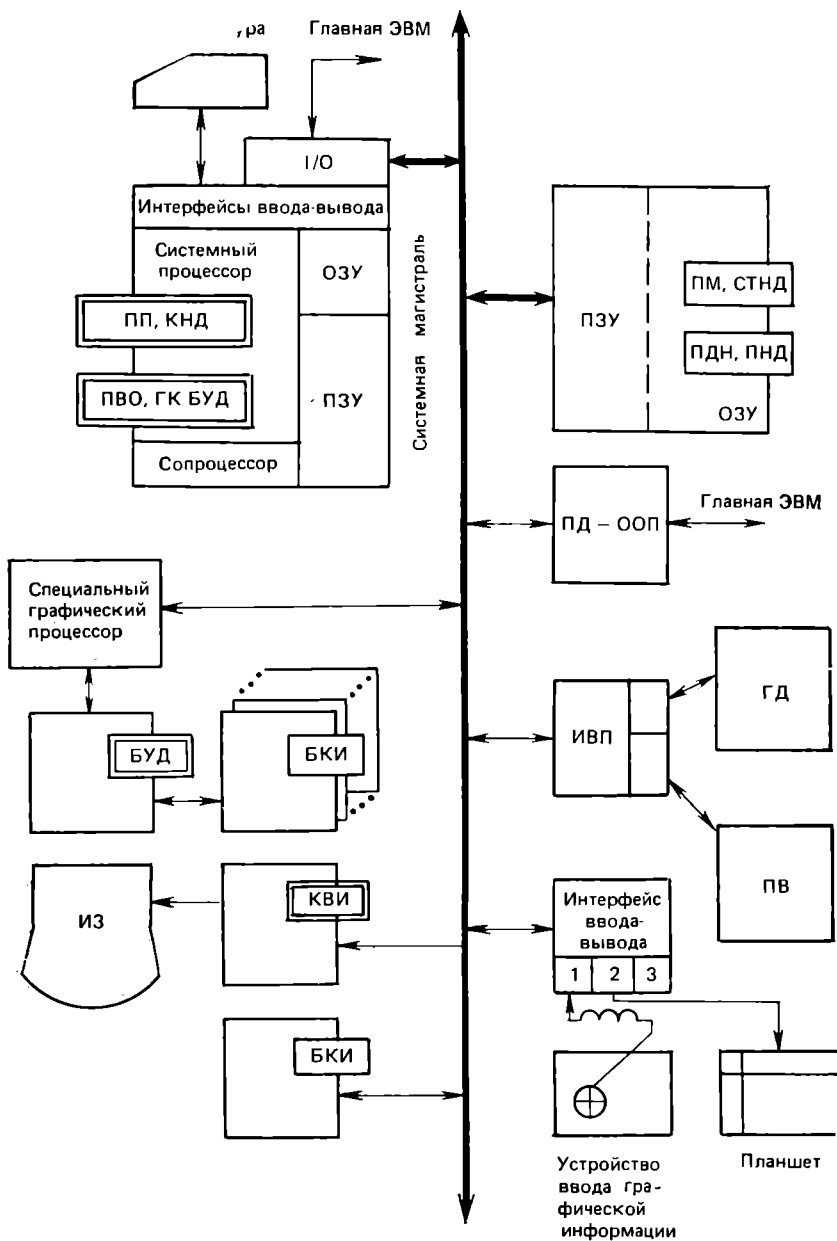 Главная ЭВМ
I/O
Интерфейсы ввода-вывода
Системный
процессор
ОЗУ
ПП, КНД
ПВО, ГК БУД
ПЗУ
Сопроцессор
Системная магистраль
ПЗУ
ПМ, СТНД
ПДН, ПНД
ОЗУ
ПД – ООП
Главная ЭВМ
Специальный
графический
процессор
БУД
БКИ
ИВП
ГД
ПВ
ИЗ
КВИ
Интерфейс
ввода-
вывода
1 2 3
БКИ
Устройство
ввода гра-
фической
информации
Планшет